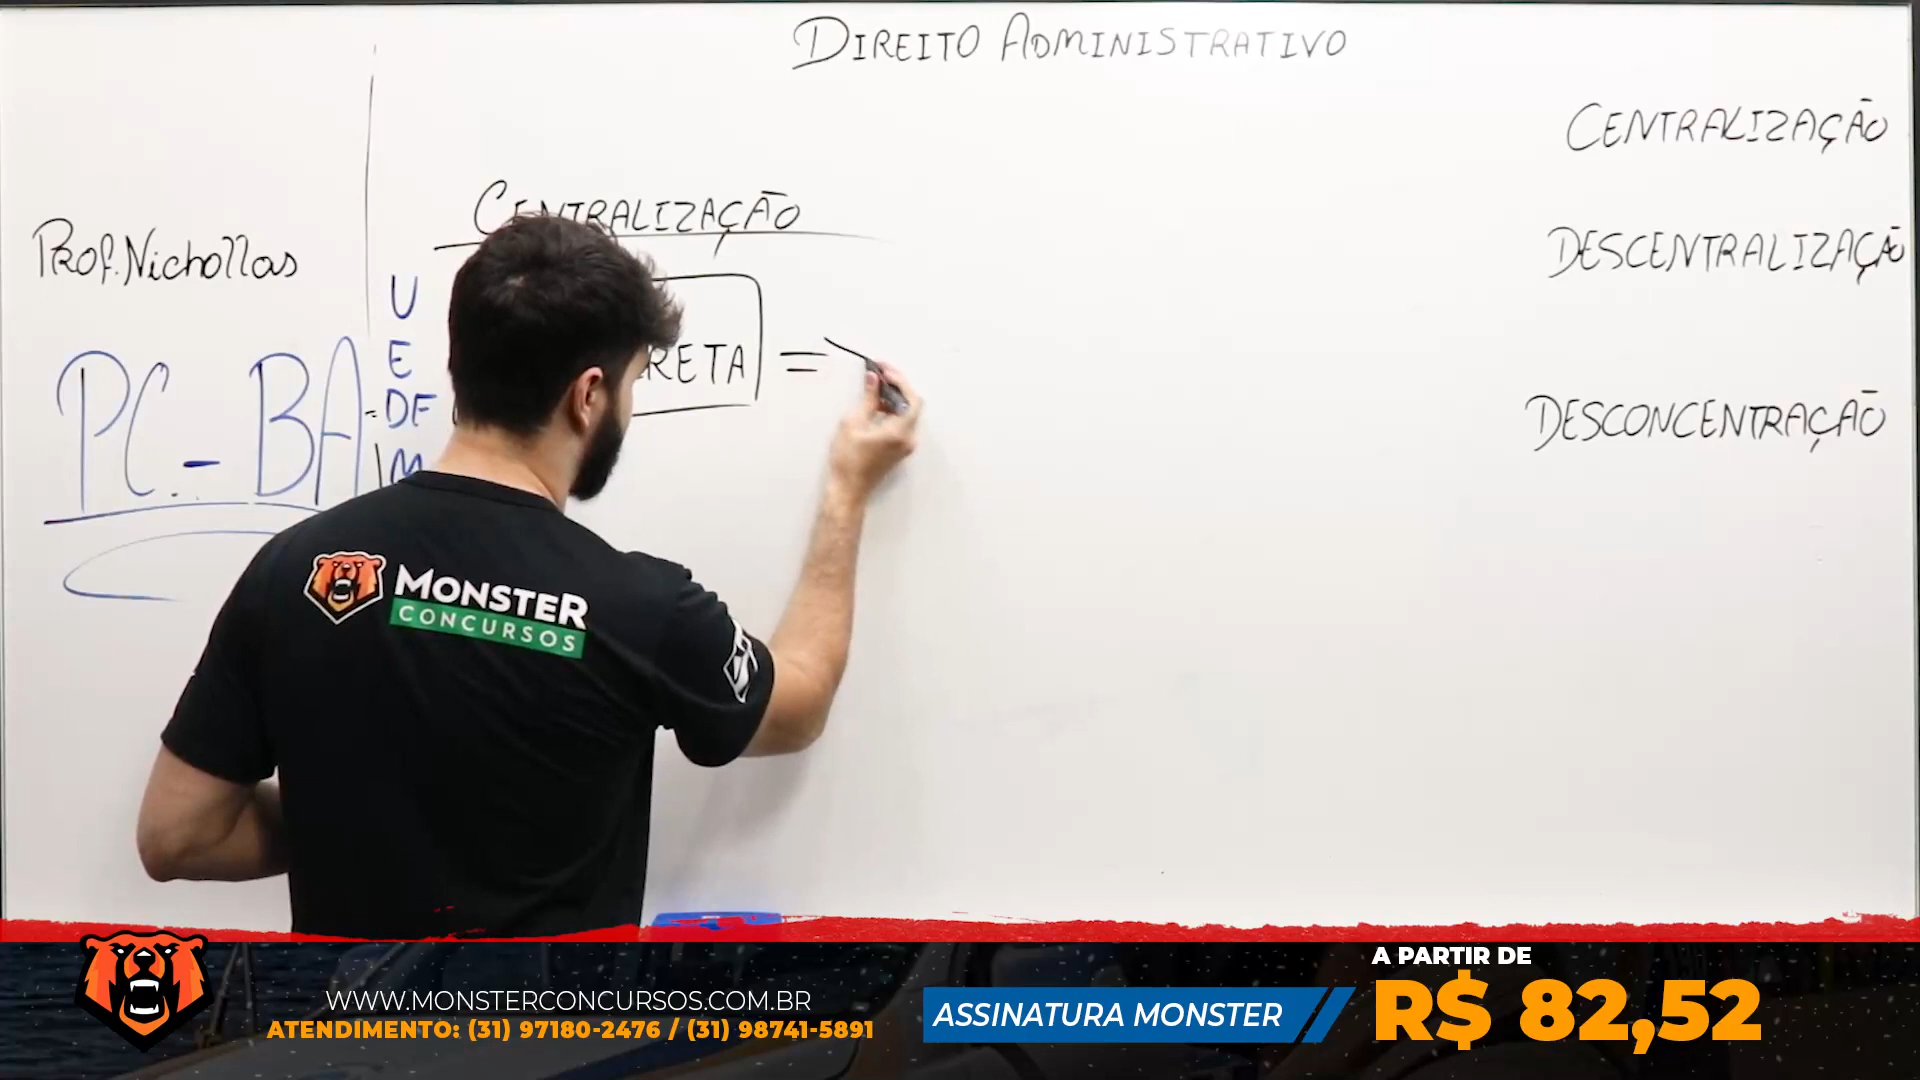 DIREITO ADMINISTRATIVO
CENTRALIZAÇÃO
CENTRALIZAÇÃO
DESCENTRALIZAÇÃO
DESCONCENTRAÇÃO
Prof. Nichollas
PC - BA
U
E
DF
M
RETA =
MONSTER
CONCURSOS
WWW.MONSTERCONCURSOS.COM.BR
ATENDIMENTO: (31) 97180-2476 / (31) 98741-5891
ASSINATURA MONSTER
A PARTIR DE
R$ 82,52